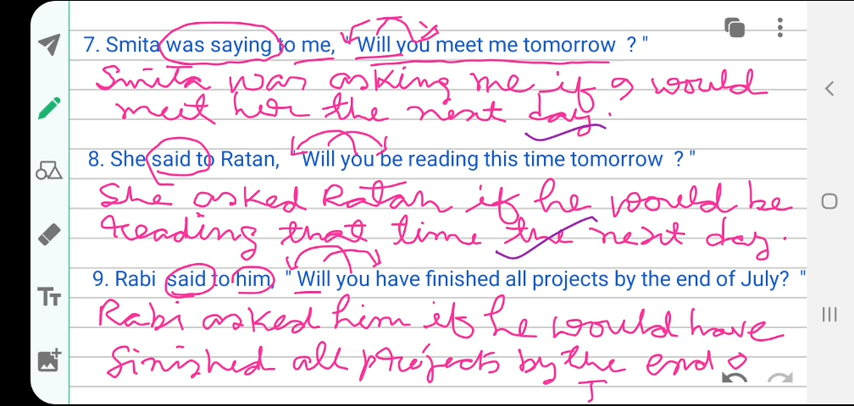 7. Smita was saying to me, "Will you meet me tomorrow ?"
Smita was asking me if I would
meet her the next day.
8. She said to Ratan, "Will you be reading this time tomorrow ?"
She asked Ratan if he would be
reading that time the next day.
9. Rabi said to him, "Will you have finished all projects by the end of July? "
Rabi asked him if he would have
finished all projects by the end o
J
TT